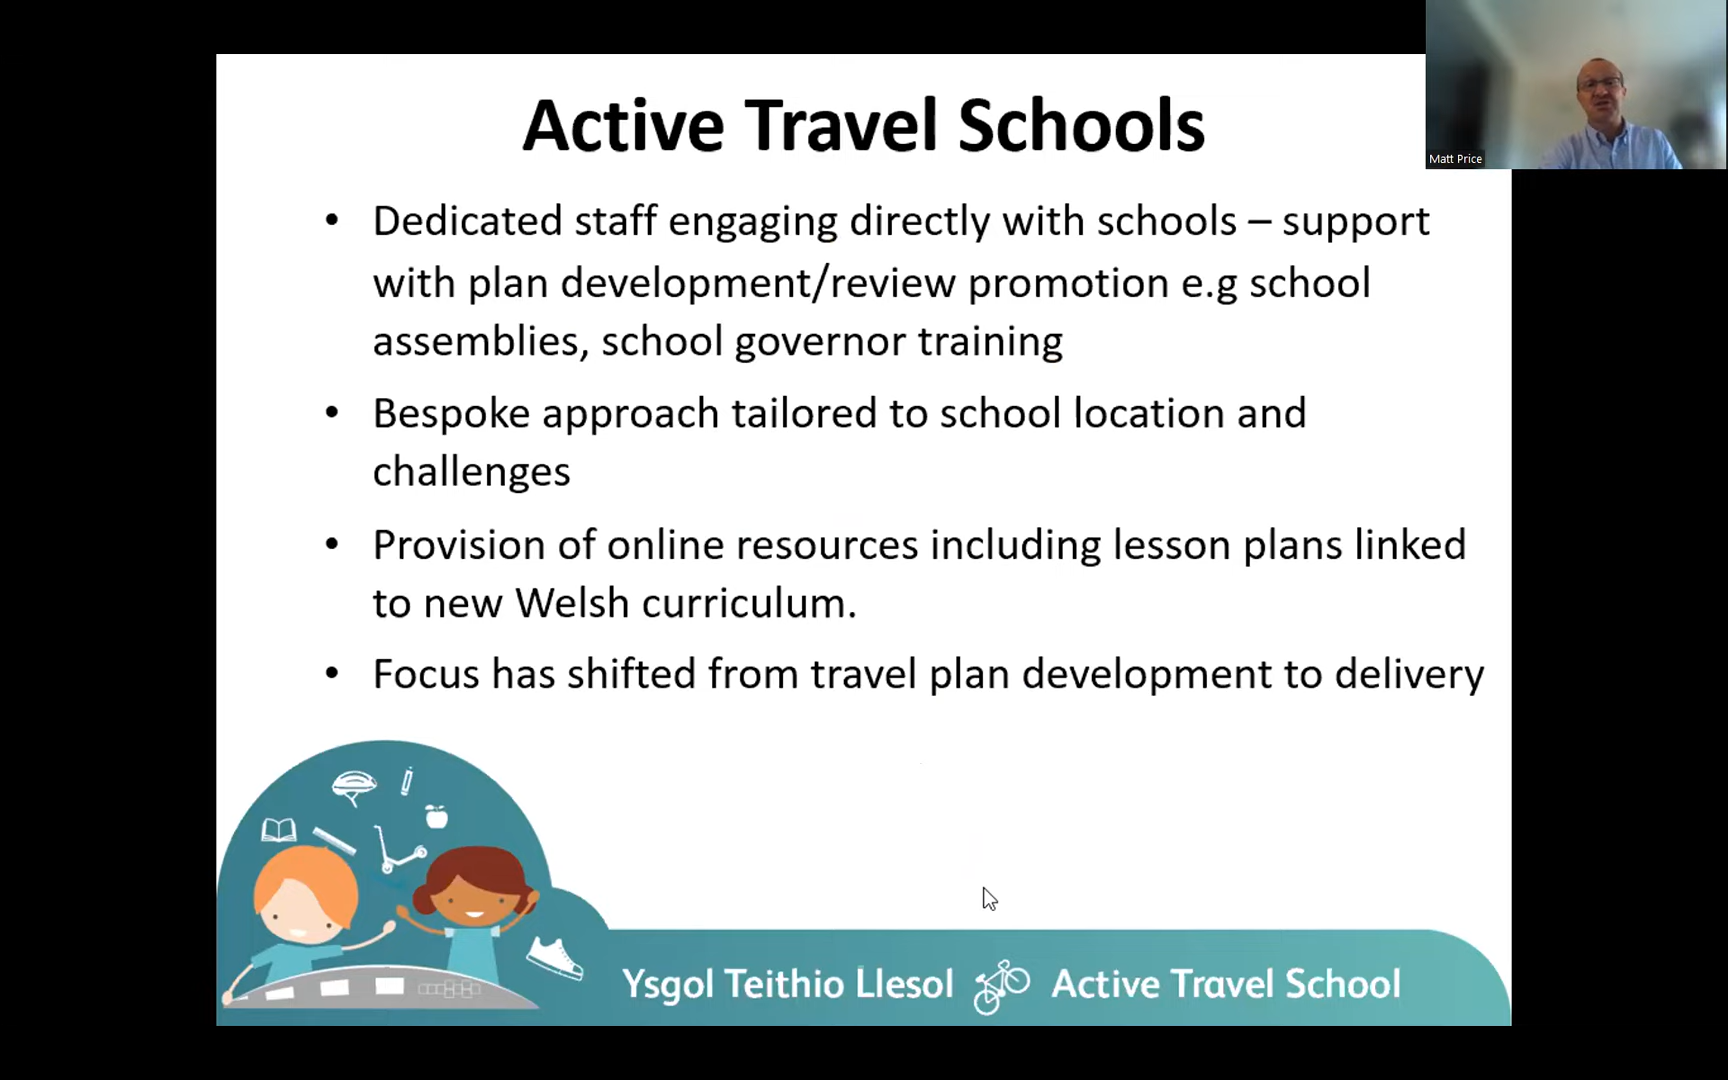 Active Travel Schools
Matt Price
• Dedicated staff engaging directly with schools – support
with plan development/review promotion e.g school
assemblies, school governor training
• Bespoke approach tailored to school location and
challenges
• Provision of online resources including lesson plans linked
to new Welsh curriculum.
• Focus has shifted from travel plan development to delivery
Ysgol Teithio Llesol Active Travel School